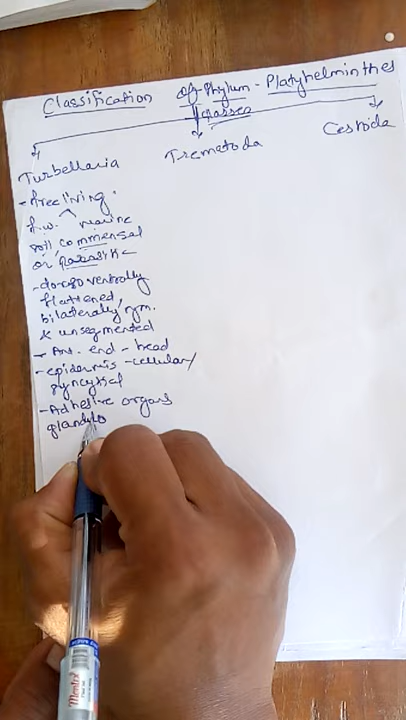 Classification of Phylum - Platyhelminthes
Classes
Turbellaria
Trematoda
Cestoda
- free living.
f.w. marine
soil, commensal
or parasitic
- dorsoventrally
flattened,
bilaterally sym.
& unsegmented
- Ant. end - head
- epidermis - cellular/
syncytial
- Adhesive organs
glands